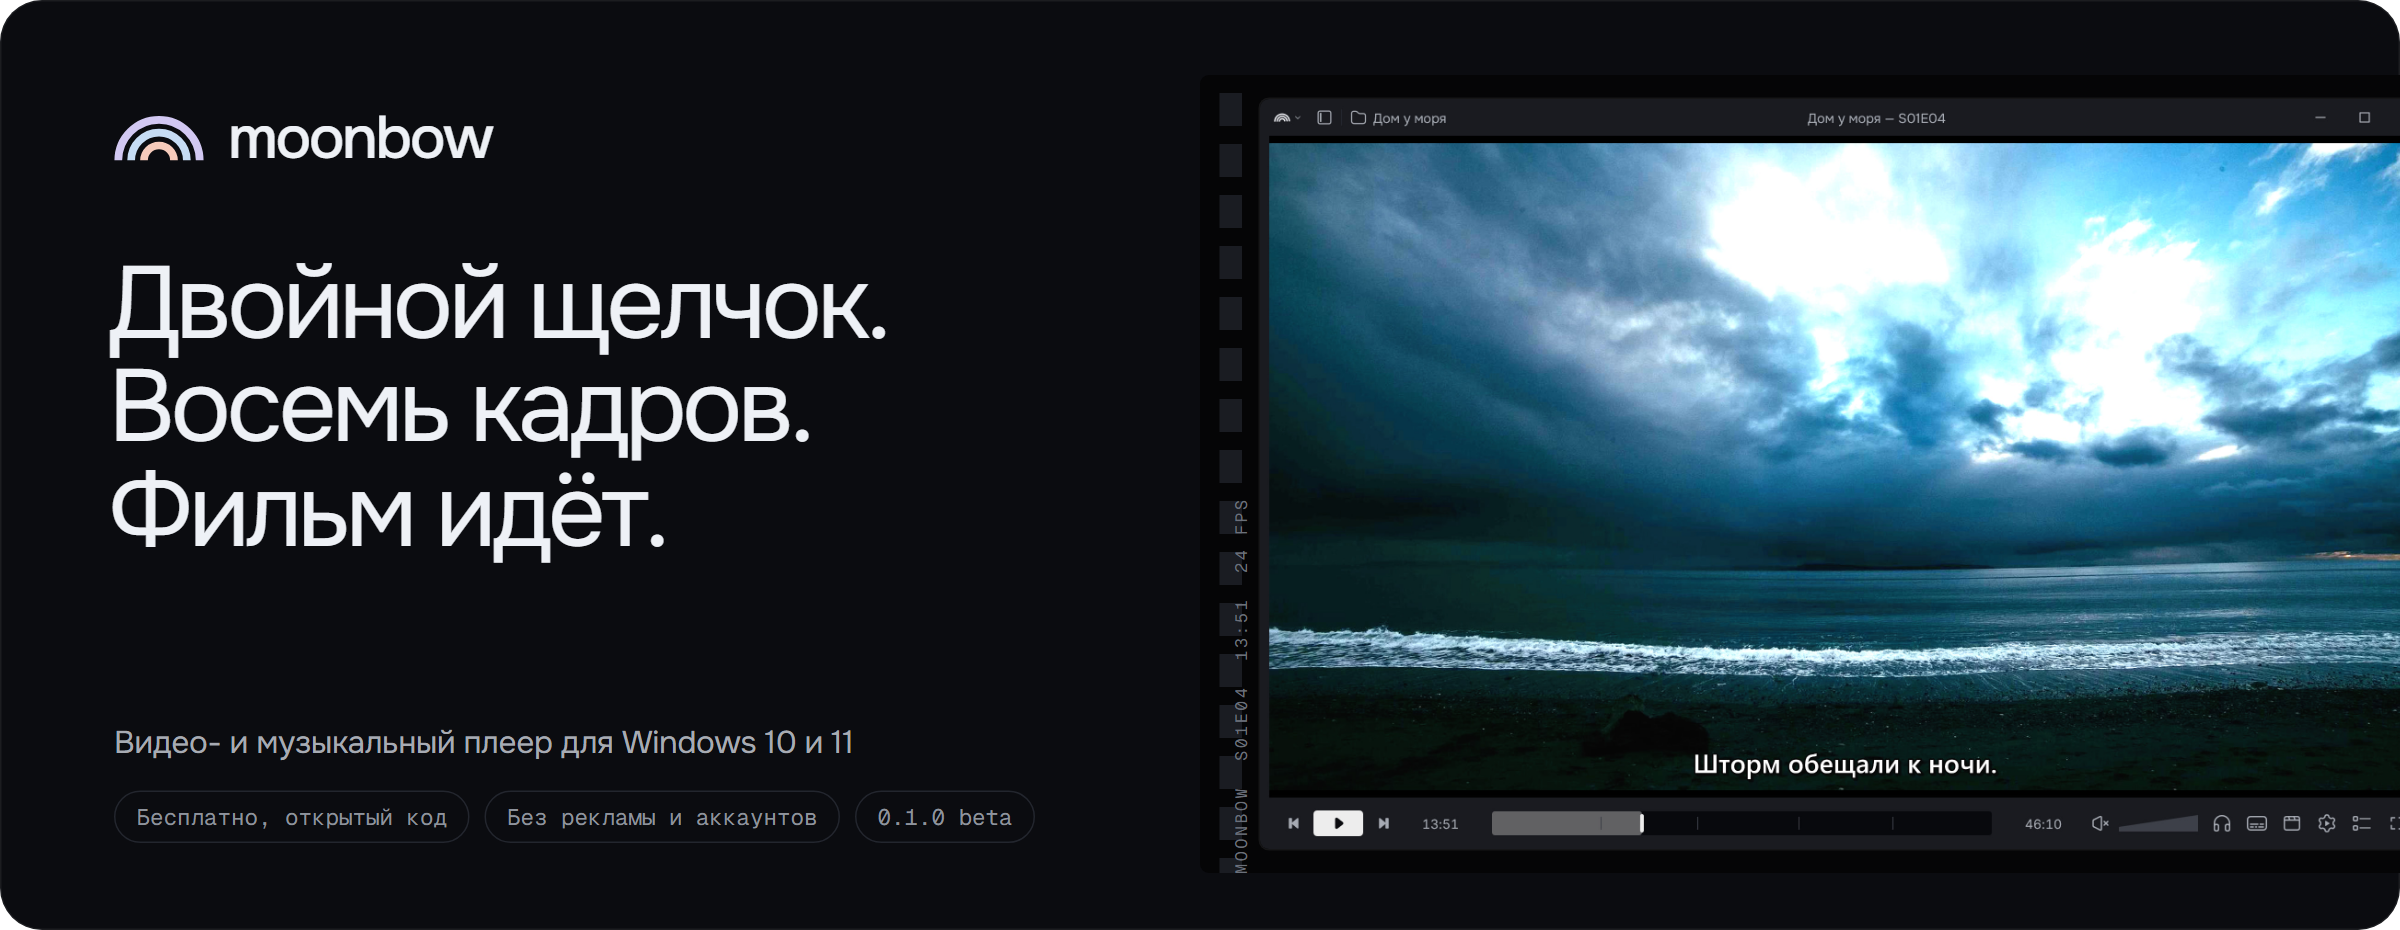 moonbow
Двойной щелчок.
Восемь кадров.
Фильм идёт.
Видео- и музыкальный плеер для Windows 10 и 11
Бесплатно, открытый код
Без рекламы и аккаунтов
0.1.0 beta
MOONBOW S01E04 13:51 24 FPS
Дом у моря
Дом у моря — S01E04
Шторм обещали к ночи.
13:51
46:10